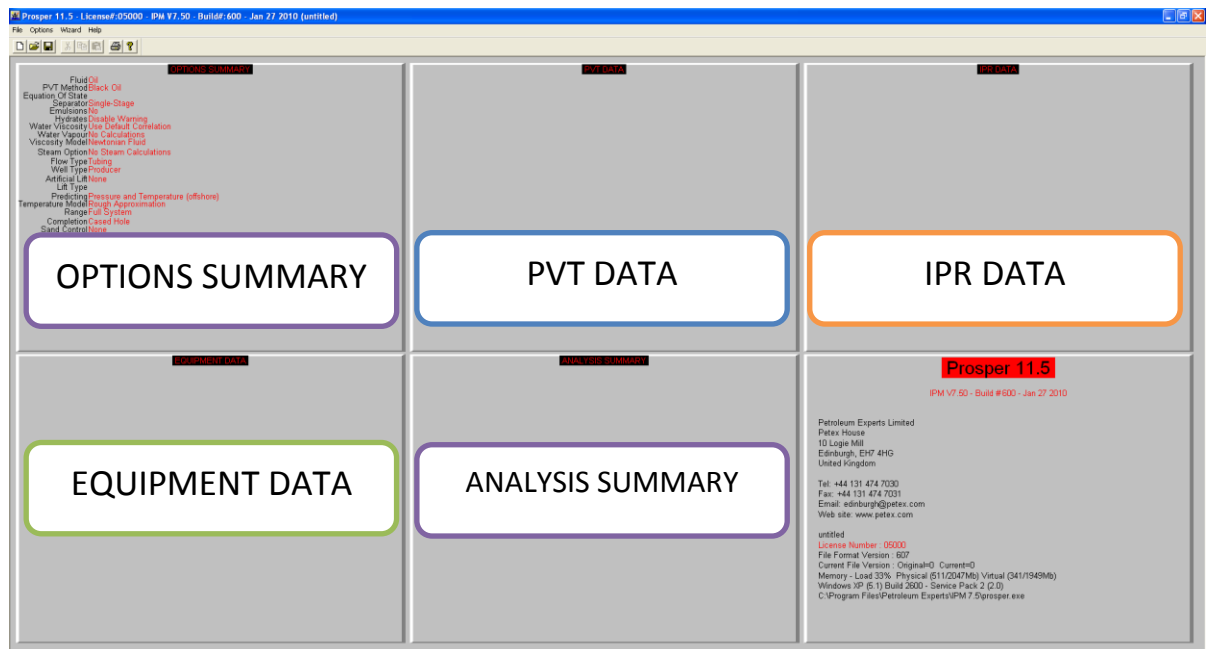 Prosper 11.5 - License#:05000 - IPM V7.50 - Build#:600 - Jan 27 2010 (untitled)
File Options Wizard Help
OPTIONS SUMMARY
Fluid Oil
PVT Method Black Oil
Equation Of State
Separator Single-Stage
Emulsions No
Hydrates Disable Warning
Water Viscosity Use Default Correlation
Water Vapour No Calculations
Viscosity Model Newtonian Fluid
Steam Option No Steam Calculations
Flow Type Tubing
Well Type Producer
Artificial Lift None
Lift Type
Predicting Pressure and Temperature (offshore)
Temperature Model Rough Approximation
Range Full System
Completion Cased Hole
Sand Control None
OPTIONS SUMMARY
PVT DATA
PVT DATA
IPR DATA
IPR DATA
EQUIPMENT DATA
EQUIPMENT DATA
ANALYSIS SUMMARY
ANALYSIS SUMMARY
Prosper 11.5
IPM V7.50 - Build #600 - Jan 27 2010
Petroleum Experts Limited
Petex House
10 Logie Mill
Edinburgh, EH7 4HG
United Kingdom
Tel: +44 131 474 7030
Fax: +44 131 474 7031
Email: edinburgh@petex.com
Web site: www.petex.com
untitled
License Number : 05000
File Format Version : 607
Current File Version : Original=0 Current=0
Memory - Load 33% Physical (511/2047Mb) Virtual (341/1949Mb)
Windows XP (5.1) Build 2600 - Service Pack 2 (2.0)
C:\Program Files\Petroleum Experts\IPM 7.5\prosper.exe